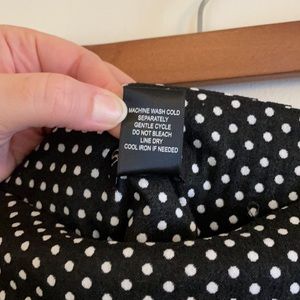 MACHINE WASH COLD
SEPARATELY
GENTLE CYCLE
DO NOT BLEACH
LINE DRY
COOL IRON IF NEEDED